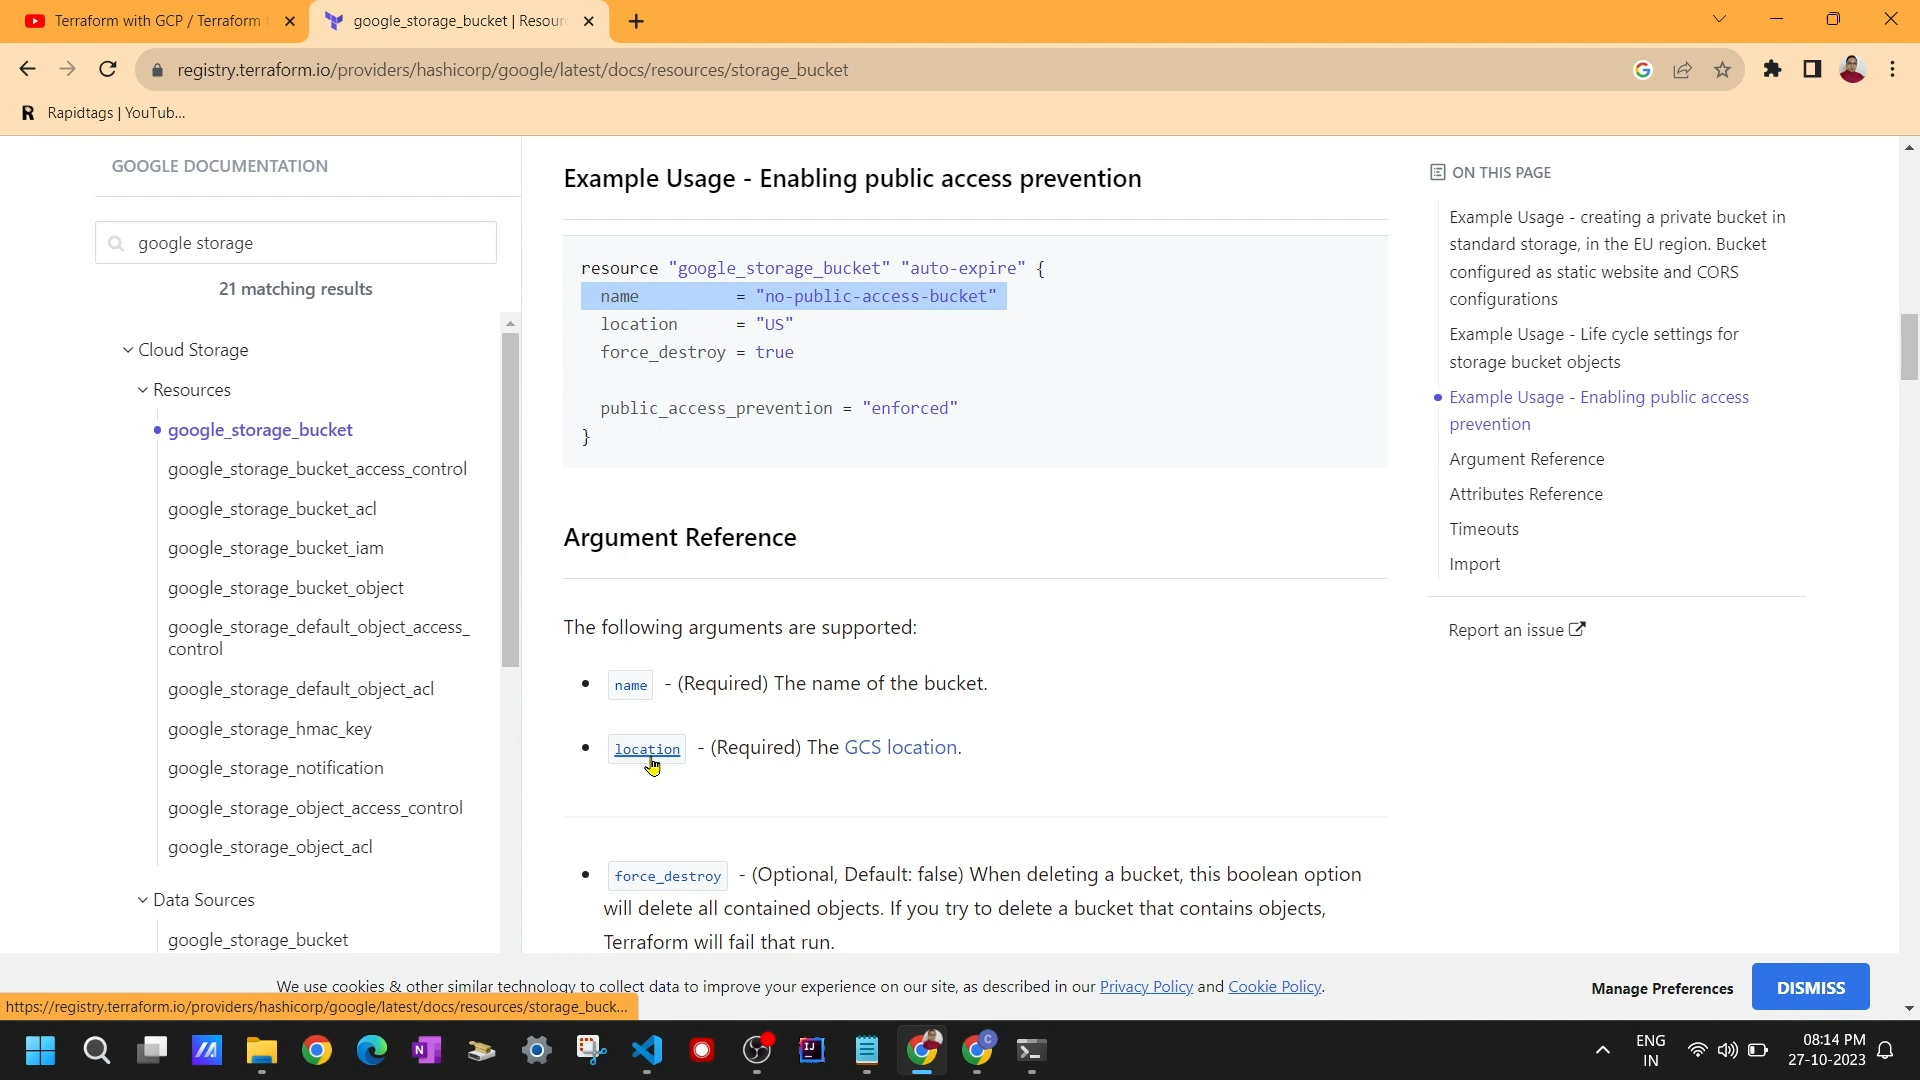 Terraform with GCP / Terraform
google_storage_bucket | Resour
registry.terraform.io/providers/hashicorp/google/latest/docs/resources/storage_bucket
R Rapidtags | YouTub...
GOOGLE DOCUMENTATION
google storage
21 matching results
Cloud Storage
Resources
google_storage_bucket
google_storage_bucket_access_control
google_storage_bucket_acl
google_storage_bucket_iam
google_storage_bucket_object
google_storage_default_object_access_
control
google_storage_default_object_acl
google_storage_hmac_key
google_storage_notification
google_storage_object_access_control
google_storage_object_acl
Data Sources
google_storage_bucket
Example Usage - Enabling public access prevention
resource "google_storage_bucket" "auto-expire" {
name = "no-public-access-bucket"
location = "US"
force_destroy = true
public_access_prevention = "enforced"
}
Argument Reference
The following arguments are supported:
• name - (Required) The name of the bucket.
• location - (Required) The GCS location.
• force_destroy - (Optional, Default: false) When deleting a bucket, this boolean option
will delete all contained objects. If you try to delete a bucket that contains objects,
Terraform will fail that run.
ON THIS PAGE
Example Usage - creating a private bucket in
standard storage, in the EU region. Bucket
configured as static website and CORS
configurations
Example Usage - Life cycle settings for
storage bucket objects
Example Usage - Enabling public access
prevention
Argument Reference
Attributes Reference
Timeouts
Import
Report an issue
We use cookies & other similar technology to collect data to improve your experience on our site, as described in our Privacy Policy and Cookie Policy.
Manage Preferences
DISMISS
https://registry.terraform.io/providers/hashicorp/google/latest/docs/resources/storage_buck...
ENG
IN
08:14 PM
27-10-2023